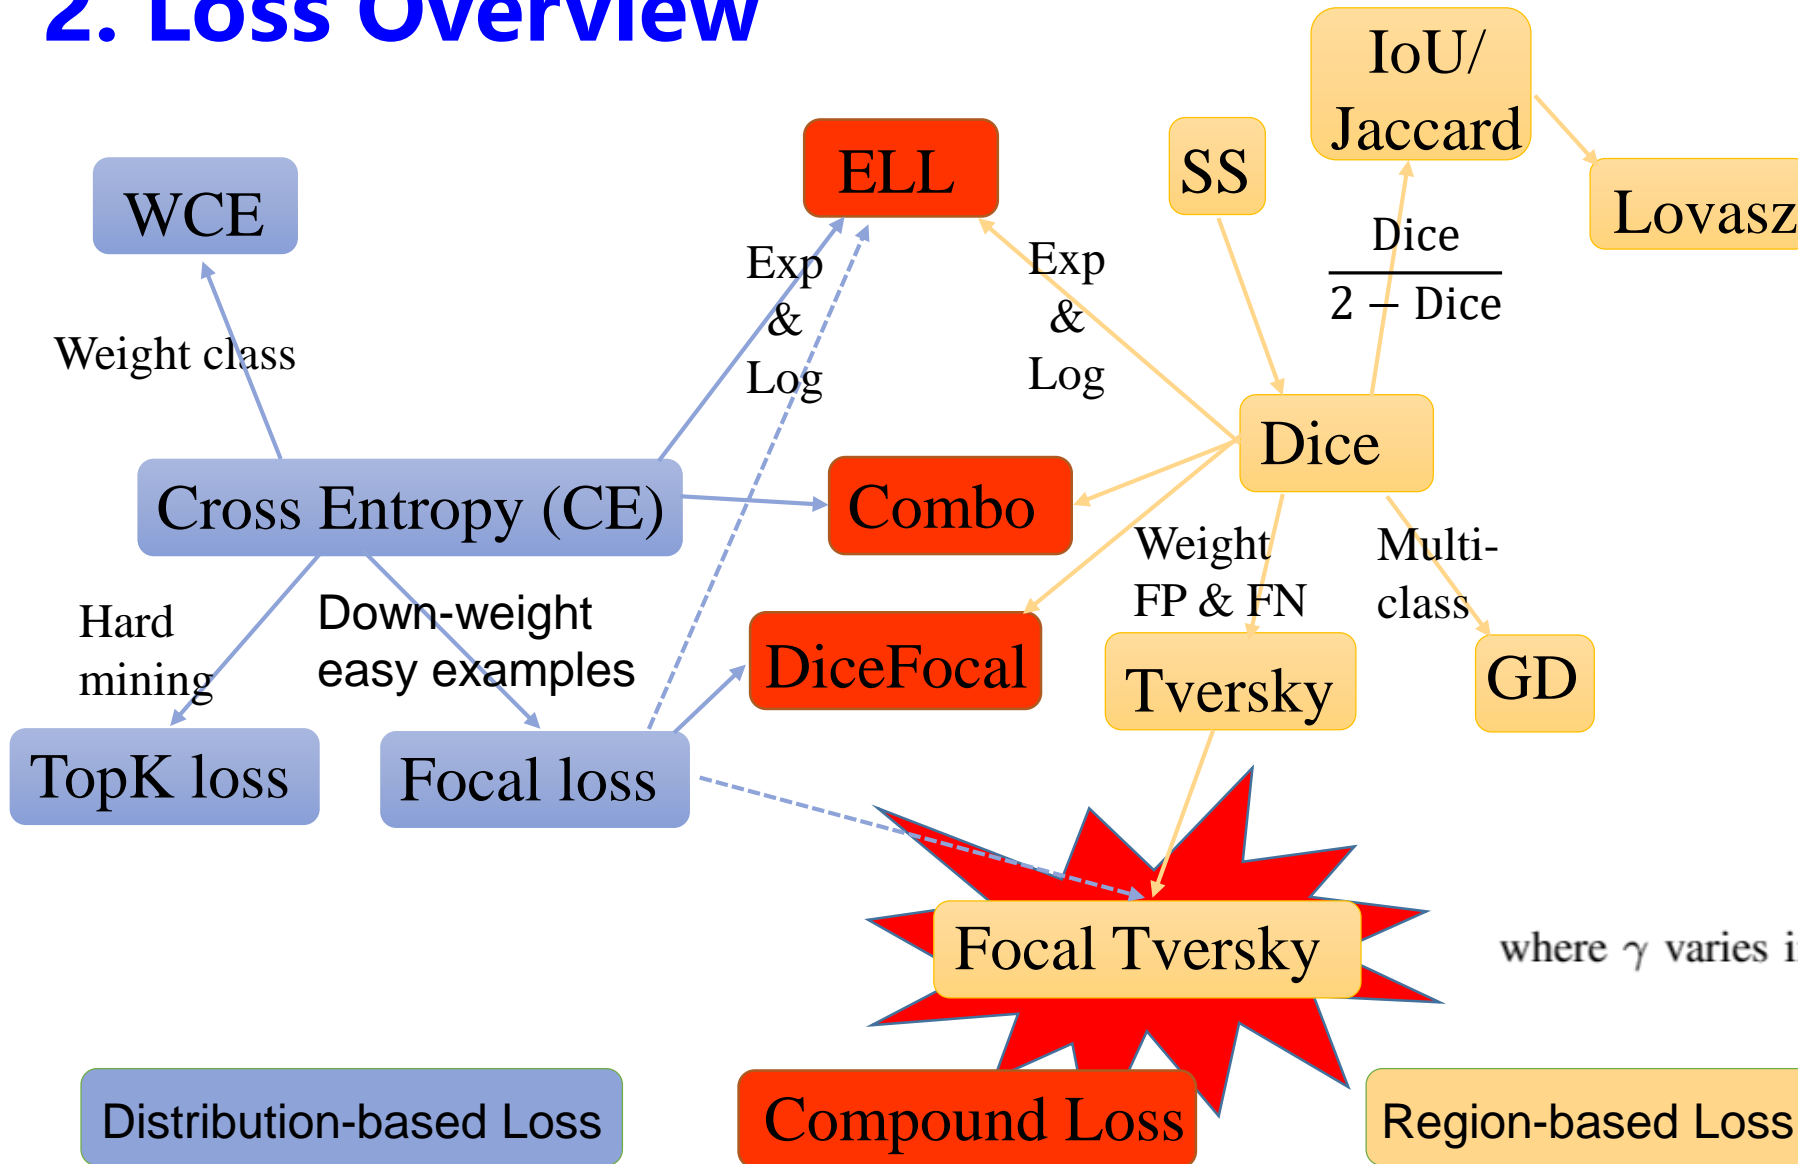 2. Loss Overview
IoU/
Jaccard
ELL
SS
WCE
Lovasz
Dice
2 − Dice
Exp
&
Log
Exp
&
Log
Weight class
Dice
Cross Entropy (CE)
Combo
Weight
FP & FN
Multi-
class
Hard
mining
Down-weight
easy examples
DiceFocal
Tversky
GD
TopK loss
Focal loss
Focal Tversky
where γ varies
Distribution-based Loss
Compound Loss
Region-based Loss